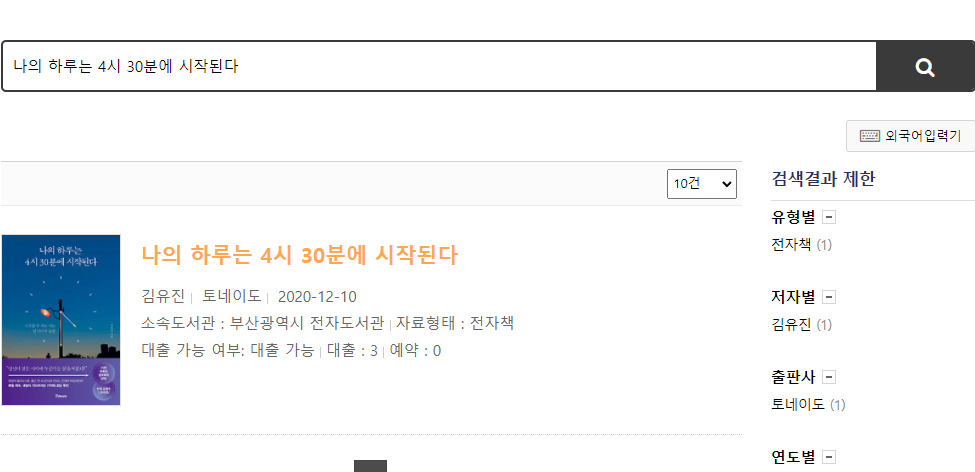 나의 하루는 4시 30분에 시작된다
외국어입력기
10건
검색결과 제한
유형별
전자책 (1)
저자별
김유진 (1)
출판사
토네이도 (1)
연도별
나의 하루는
4시 30분에 시작된다
나의 하루는 4시 30분에 시작된다
김유진 | 토네이도 | 2020-12-10
소속도서관 : 부산광역시 전자도서관 | 자료형태 : 전자책
대출 가능 여부: 대출 가능 | 대출 : 3 | 예약 : 0